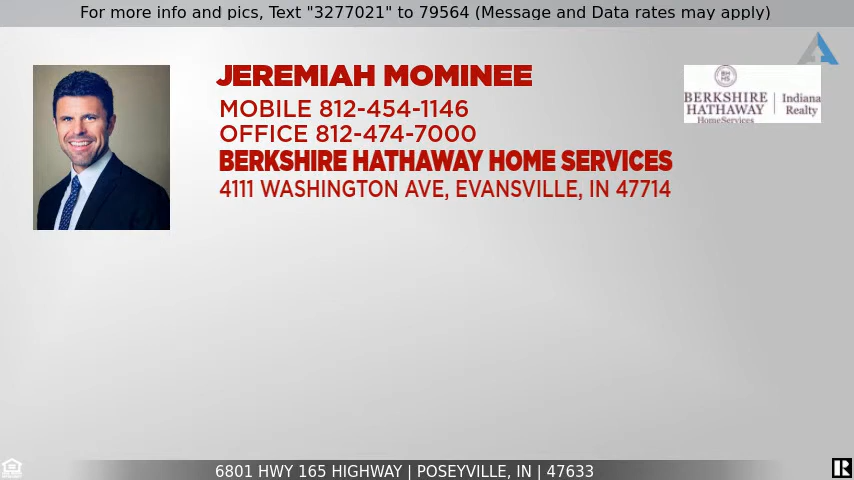 For more info and pics, Text "3277021" to 79564 (Message and Data rates may apply)
JEREMIAH MOMINEE
MOBILE 812-454-1146
OFFICE 812-474-7000
BERKSHIRE HATHAWAY HOME SERVICES
4111 WASHINGTON AVE, EVANSVILLE, IN 47714
BERKSHIRE HATHAWAY
HomeServices
Indiana
Realty
6801 HWY 165 HIGHWAY | POSEYVILLE, IN | 47633